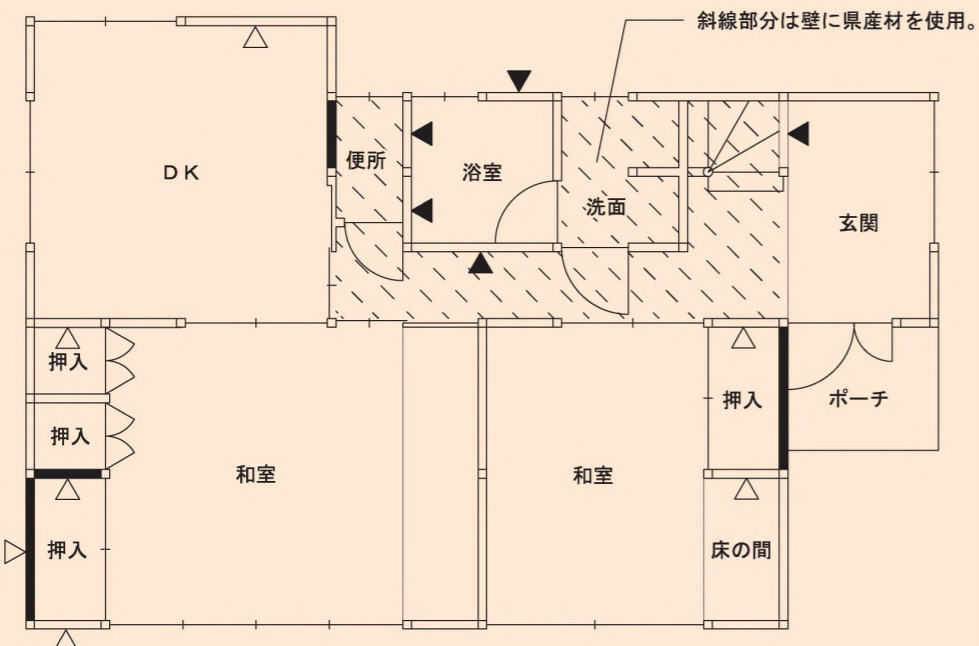 斜線部分は壁に県産材を使用。
DK
便所
浴室
洗面
玄関
押入
押入
押入
ポーチ
和室
和室
押入
床の間